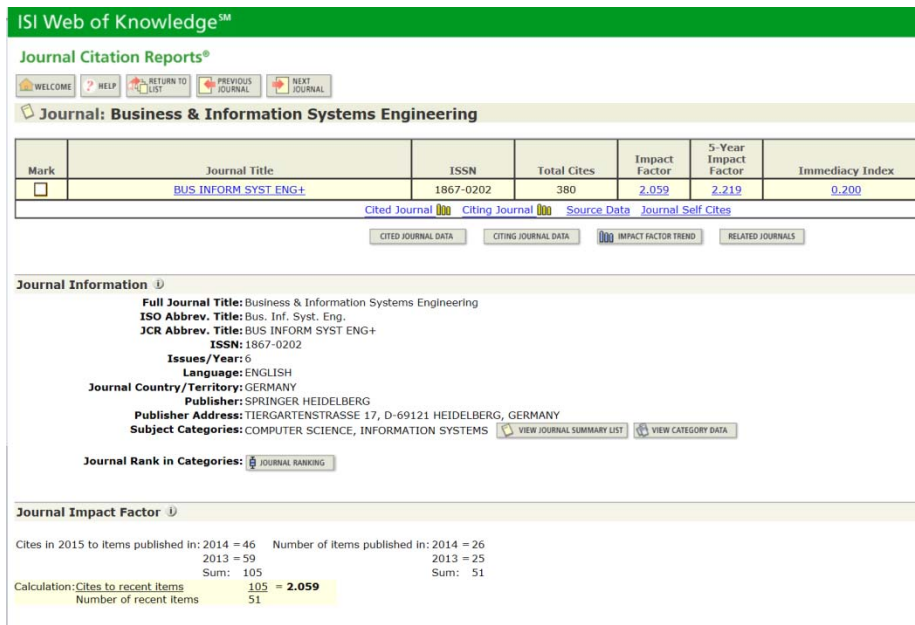 ISI Web of Knowledge℠
Journal Citation Reports®
WELCOME ? HELP RETURN TO LIST PREVIOUS JOURNAL NEXT JOURNAL
Journal: Business & Information Systems Engineering
Mark Journal Title ISSN Total Cites Impact Factor 5-Year Impact Factor Immediacy Index
BUS INFORM SYST ENG+ 1867-0202 380 2.059 2.219 0.200
Cited Journal Citing Journal Source Data Journal Self Cites
CITED JOURNAL DATA CITING JOURNAL DATA IMPACT FACTOR TREND RELATED JOURNALS
Journal Information i
Full Journal Title: Business & Information Systems Engineering
ISO Abbrev. Title: Bus. Inf. Syst. Eng.
JCR Abbrev. Title: BUS INFORM SYST ENG+
ISSN: 1867-0202
Issues/Year: 6
Language: ENGLISH
Journal Country/Territory: GERMANY
Publisher: SPRINGER HEIDELBERG
Publisher Address: TIERGARTENSTRASSE 17, D-69121 HEIDELBERG, GERMANY
Subject Categories: COMPUTER SCIENCE, INFORMATION SYSTEMS VIEW JOURNAL SUMMARY LIST VIEW CATEGORY DATA
Journal Rank in Categories: JOURNAL RANKING
Journal Impact Factor i
Cites in 2015 to items published in: 2014 = 46 Number of items published in: 2014 = 26
2013 = 59 2013 = 25
Sum: 105 Sum: 51
Calculation: Cites to recent items 105 = 2.059
Number of recent items 51